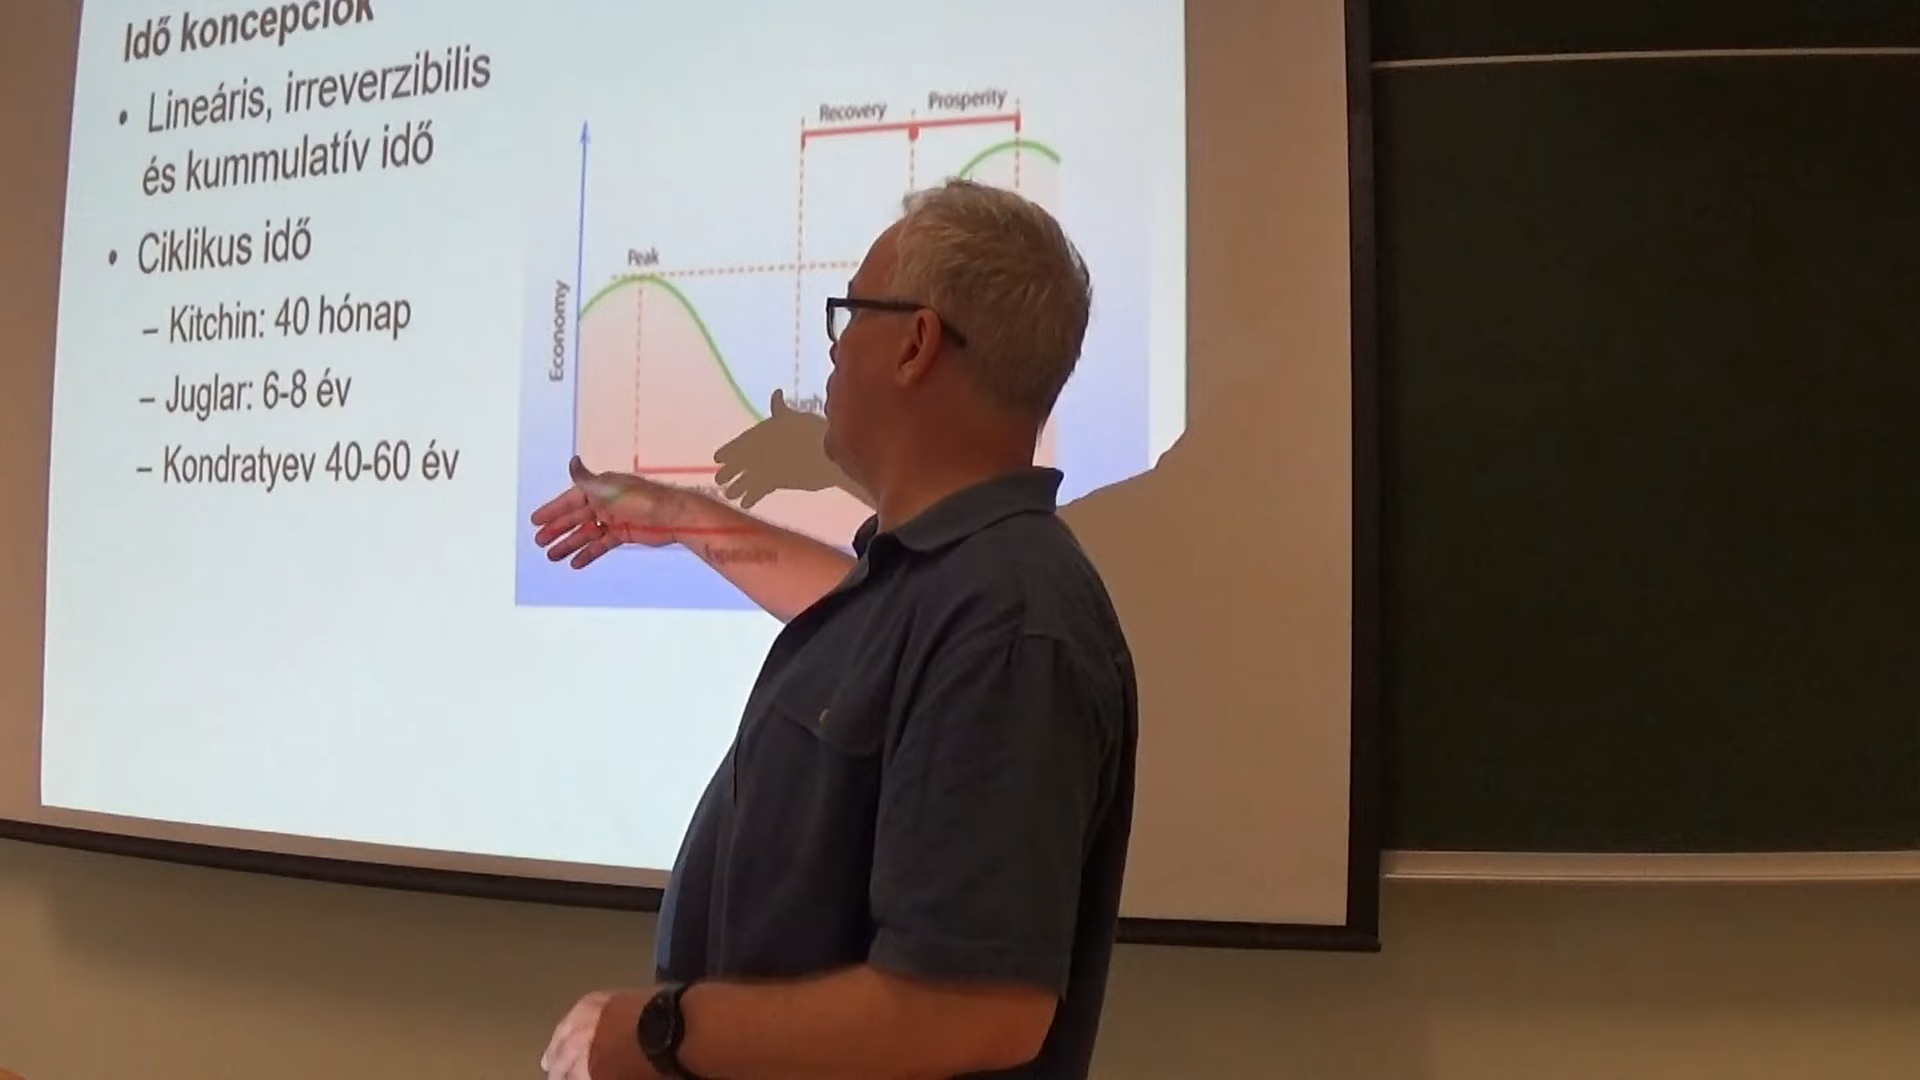 Idő koncepciók
• Lineáris, irreverzibilis
és kummulatív idő
• Ciklikus idő
– Kitchin: 40 hónap
– Juglar: 6-8 év
– Kondratyev 40-60 év
Recovery
Prosperity
Peak
Economy
Expansion